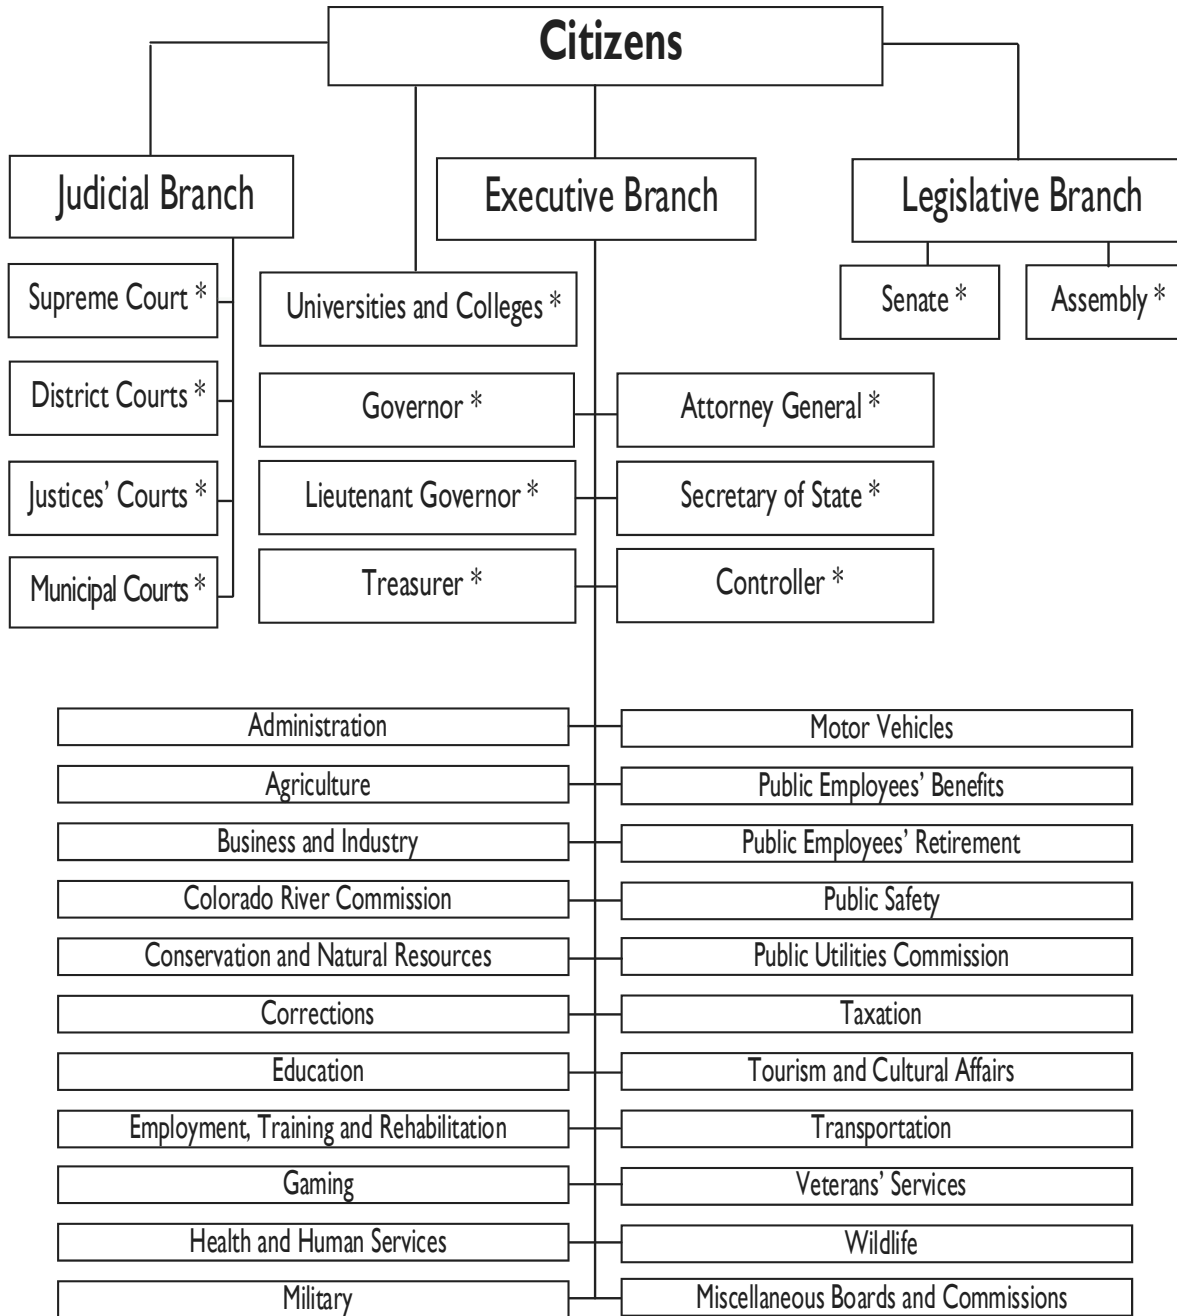 Citizens
Judicial Branch
Executive Branch
Legislative Branch
Supreme Court *
Universities and Colleges *
Senate *
Assembly *
District Courts *
Governor *
Attorney General *
Justices’ Courts *
Lieutenant Governor *
Secretary of State *
Municipal Courts *
Treasurer *
Controller *
Administration
Motor Vehicles
Agriculture
Public Employees’ Benefits
Business and Industry
Public Employees’ Retirement
Colorado River Commission
Public Safety
Conservation and Natural Resources
Public Utilities Commission
Corrections
Taxation
Education
Tourism and Cultural Affairs
Employment, Training and Rehabilitation
Transportation
Gaming
Veterans’ Services
Health and Human Services
Wildlife
Military
Miscellaneous Boards and Commissions